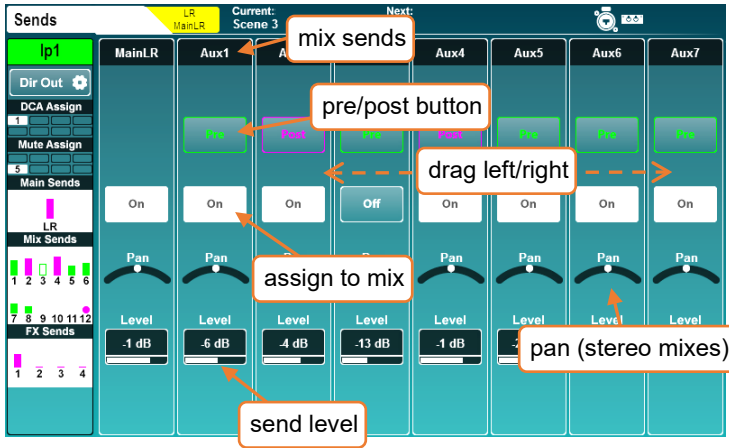 Sends
LR
MainLR
Current:
Scene 3
Next:
Ip1
MainLR
Aux1
Aux4
Aux5
Aux6
Aux7
mix sends
Dir Out
DCA Assign
1
Mute Assign
5
Main Sends
LR
Mix Sends
1 2 3 4 5 6
7 8 9 10 11 12
FX Sends
1 2 3 4
pre/post button
Pre
Post
Pre
Post
Pre
Pre
Pre
drag left/right
On
On
On
Off
On
On
On
On
assign to mix
Pan
Pan
Pan
Pan
Pan
Pan
pan (stereo mixes)
Level
Level
Level
Level
Level
Level
Level
Level
-1 dB
-6 dB
-4 dB
-13 dB
-1 dB
send level